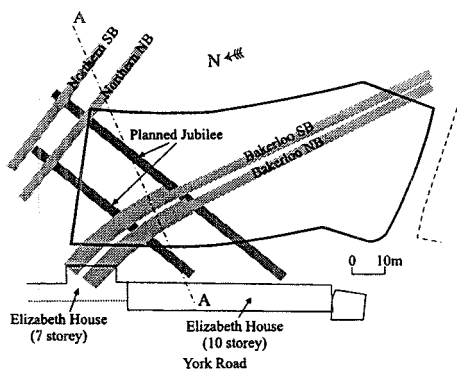 A
Northern SB
Northern NB
N
Planned Jubilee
Bakerloo SB
Bakerloo NB
0 10m
A
Elizabeth House
(7 storey)
Elizabeth House
(10 storey)
York Road